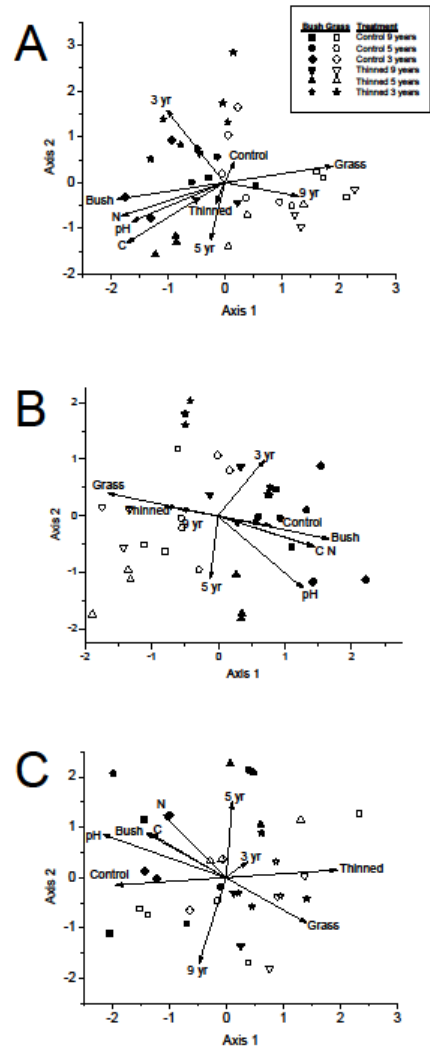 A
Bush Grass Treatment
Control 9 years
Control 5 years
Control 3 years
Thinned 9 years
Thinned 5 years
Thinned 3 years
3
2
1
0
-1
-2
Axis 2
3 yr
Control
Grass
Bush
9 yr
N
Thinned
pH
C
5 yr
-2 -1 0 1 2 3
Axis 1
B
2
1
0
-1
-2
Axis 2
3 yr
Grass
Thinned
9 yr
Control
Bush
C N
5 yr
pH
-2 -1 0 1 2
Axis 1
C
2
1
0
-1
-2
Axis 2
N
5 yr
pH
Bush
C
3 yr
Control
Thinned
Grass
9 yr
-3 -2 -1 0 1 2 3
Axis 1